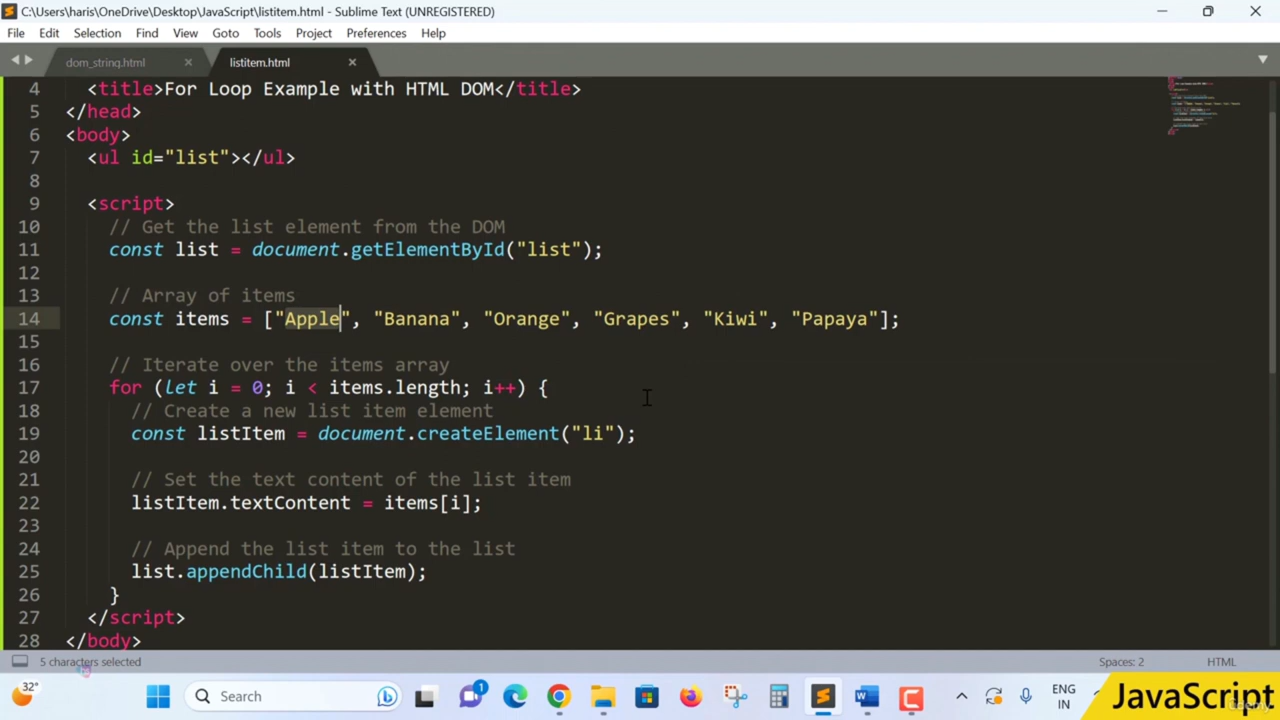 C:\Users\haris\OneDrive\Desktop\JavaScript\listitem.html - Sublime Text (UNREGISTERED)
File Edit Selection Find View Goto Tools Project Preferences Help
dom_string.html listitem.html
4 <title>For Loop Example with HTML DOM</title>
5 </head>
6 <body>
7 <ul id="list"></ul>
8
9 <script>
10 // Get the list element from the DOM
11 const list = document.getElementById("list");
12
13 // Array of items
14 const items = ["Apple", "Banana", "Orange", "Grapes", "Kiwi", "Papaya"];
15
16 // Iterate over the items array
17 for (let i = 0; i < items.length; i++) {
18 // Create a new list item element
19 const listItem = document.createElement("li");
20
21 // Set the text content of the list item
22 listItem.textContent = items[i];
23
24 // Append the list item to the list
25 list.appendChild(listItem);
26 }
27 </script>
28 </body>
5 characters selected Spaces: 2 HTML
32° Search 1 ENG
IN
JavaScript
Udemy